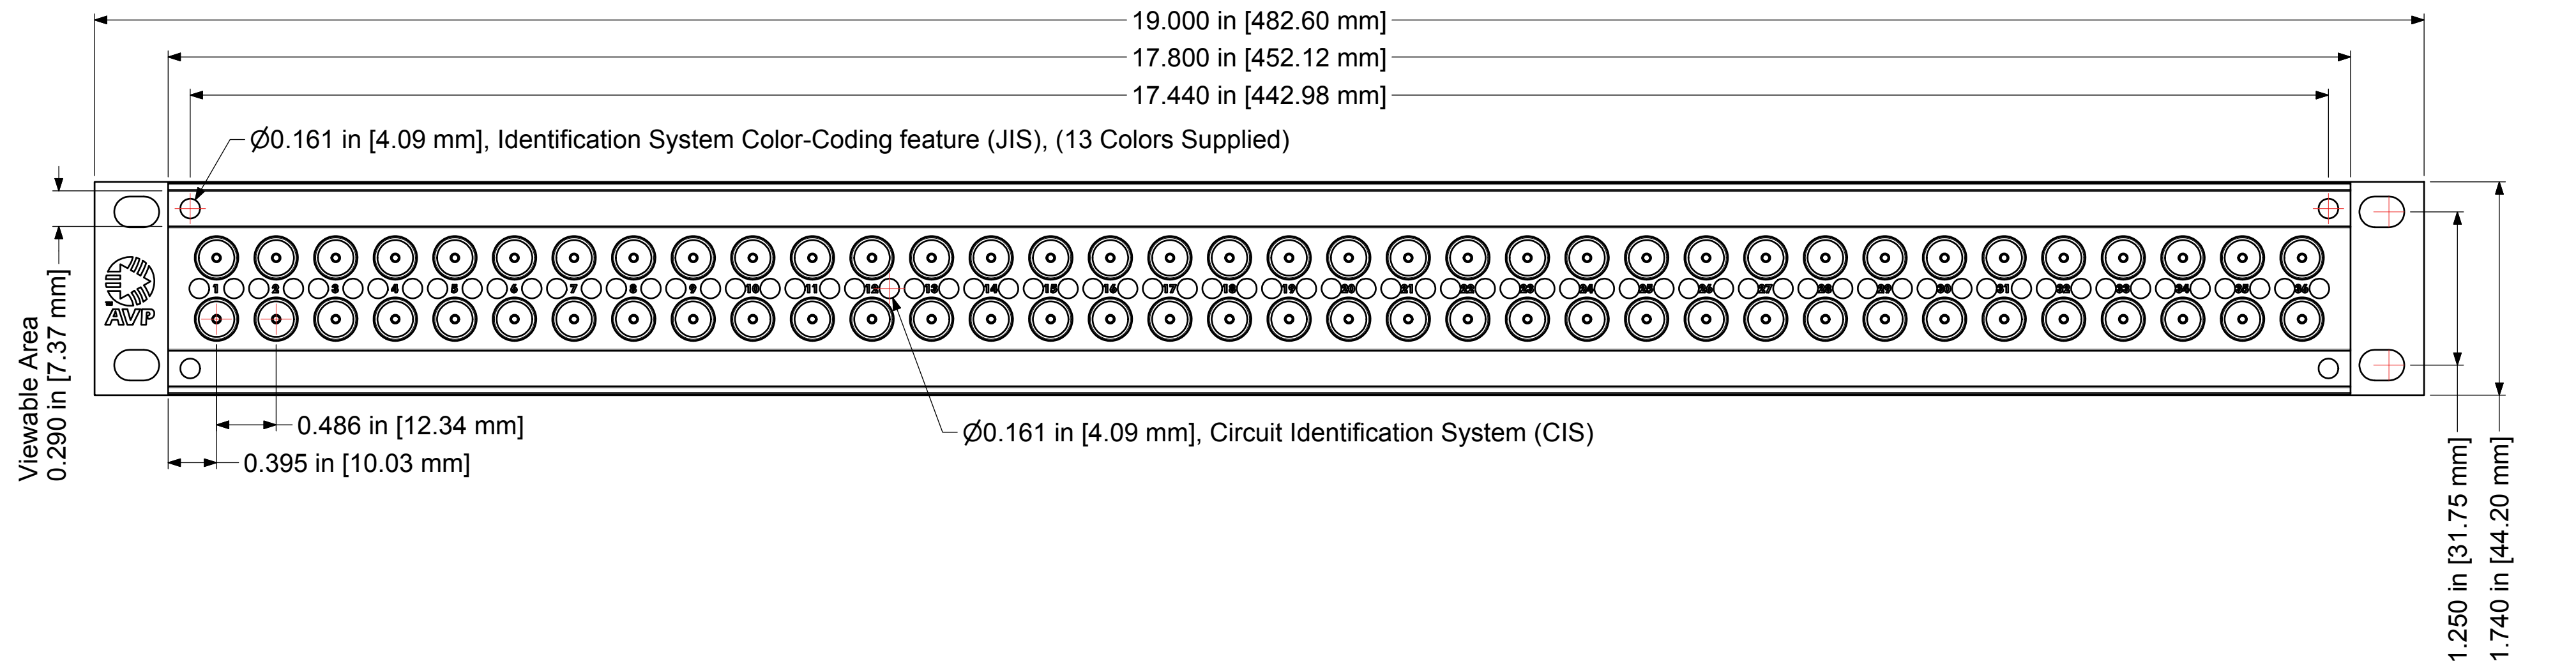 19.000 in [482.60 mm]
17.800 in [452.12 mm]
17.440 in [442.98 mm]
Ø0.161 in [4.09 mm], Identification System Color-Coding feature (JIS), (13 Colors Supplied)
Viewable Area
0.290 in [7.37 mm]
1 2 3 4 5 6 7 8 9 10 11 12 13 14 15 16 17 18 19 20 21 22 23 24 25 26 27 28 29 30 31 32 33 34 35 36
AVP
0.486 in [12.34 mm]
0.395 in [10.03 mm]
Ø0.161 in [4.09 mm], Circuit Identification System (CIS)
1.250 in [31.75 mm]
1.740 in [44.20 mm]